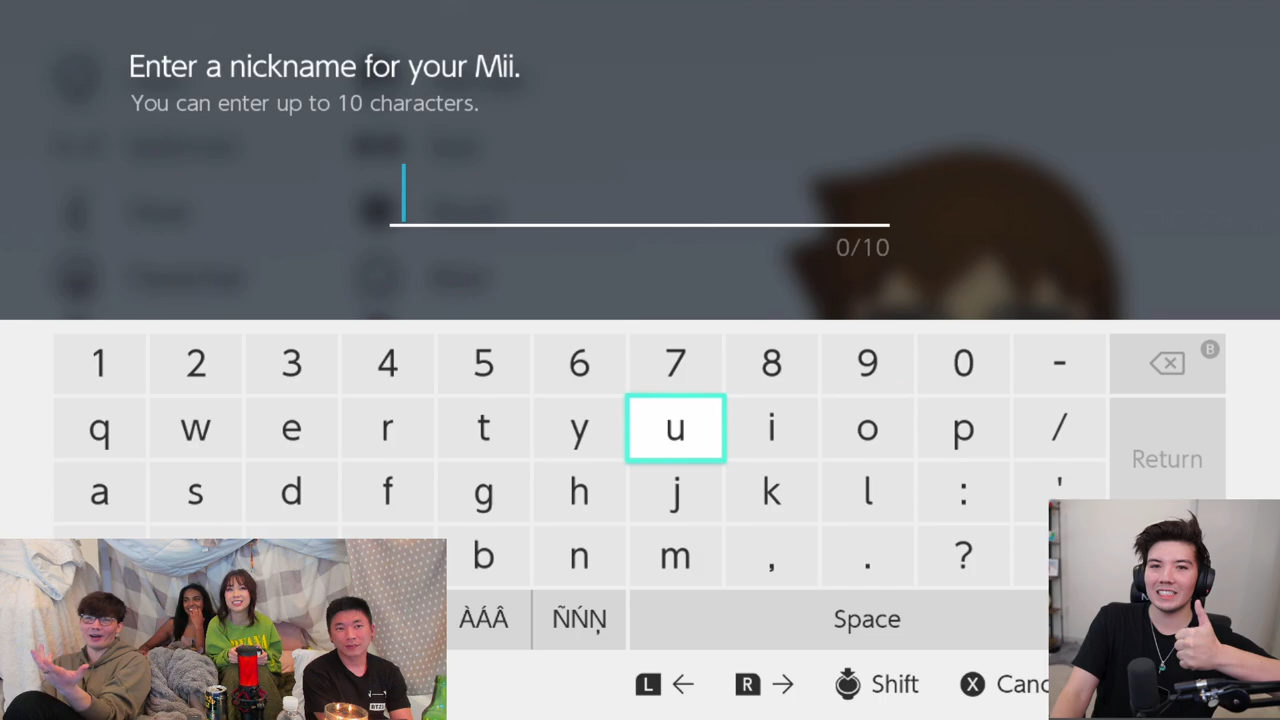 Enter a nickname for your Mii.
You can enter up to 10 characters.
0/10
1 2 3 4 5 6 7 8 9 0 - B
q w e r t y u i o p /
Return
a s d f g h j k l : '
b n m , . ?
ÀÁÂ ÑŃŅ Space
L ← R → Shift X Canc